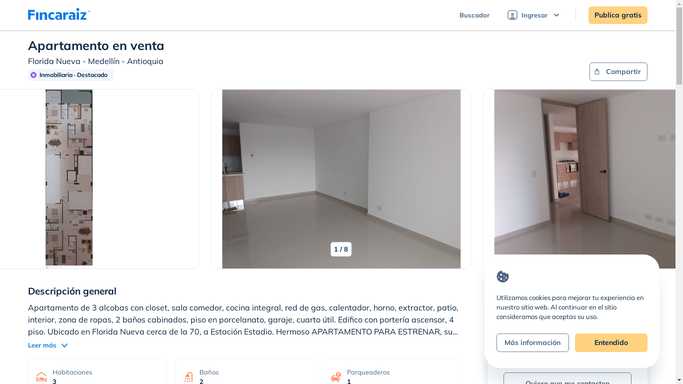 Fincaraiz
Buscador
Ingresar
Publica gratis
Apartamento en venta
Florida Nueva - Medellín - Antioquia
Inmobiliaria · Destacado
Compartir
1 / 8
Descripción general
Apartamento de 3 alcobas con closet, sala comedor, cocina integral, red de gas, calentador, horno, extractor, patio,
interior, zona de ropas, 2 baños cabinados, piso en porcelanato, garaje, cuarto útil. Edifico con portería ascensor, 4
piso. Ubicado en Florida Nueva cerca de la 70, a Estación Estadio. Hermoso APARTAMENTO PARA ESTRENAR, su...
Leer más
Habitaciones
3
Baños
2
Parqueaderos
1
Utilizamos cookies para mejorar tu experiencia en
nuestro sitio web. Al continuar en el sitio
consideramos que aceptas su uso.
Más información
Entendido
Quiero que me contacten